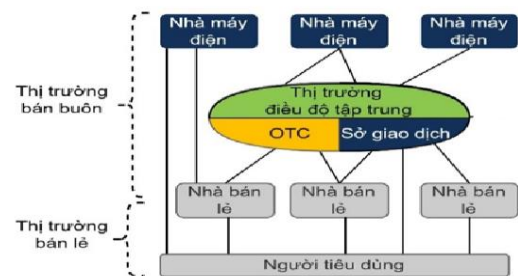 Nhà máy
điện
Nhà máy
điện
Nhà máy
điện
Thị trường
bán buôn
Thị trường
điều độ tập trung
OTC
Sở giao dịch
Nhà bán
lẻ
Nhà bán
lẻ
Nhà bán
lẻ
Thị trường
bán lẻ
Người tiêu dùng